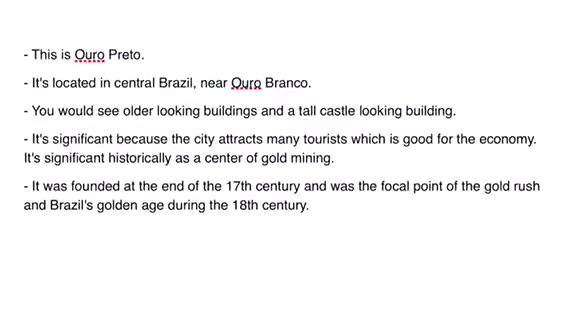 - This is Ouro Preto.
- It's located in central Brazil, near Ouro Branco.
- You would see older looking buildings and a tall castle looking building.
- It's significant because the city attracts many tourists which is good for the economy.
It's significant historically as a center of gold mining.
- It was founded at the end of the 17th century and was the focal point of the gold rush
and Brazil's golden age during the 18th century.